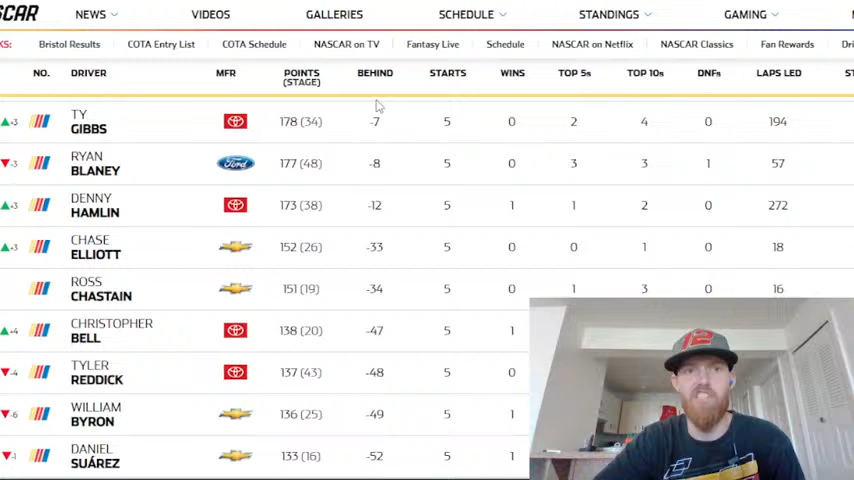 SCAR NEWS VIDEOS GALLERIES SCHEDULE STANDINGS GAMING
KS: Bristol Results COTA Entry List COTA Schedule NASCAR on TV Fantasy Live Schedule NASCAR on Netflix NASCAR Classics Fan Rewards Dri
NO. DRIVER MFR POINTS (STAGE) BEHIND STARTS WINS TOP 5s TOP 10s DNFs LAPS LED ST
+3 TY GIBBS TOYOTA 178 (34) -7 5 0 2 4 0 194
-3 RYAN BLANEY Ford 177 (48) -8 5 0 3 3 1 57
+3 DENNY HAMLIN 173 (38) -12 5 1 1 2 0 272
+3 CHASE ELLIOTT 152 (26) -33 5 0 0 1 0 18
ROSS CHASTAIN 151 (19) -34 5 0 1 3 0 16
+4 CHRISTOPHER BELL 138 (20) -47 5 1
-4 TYLER REDDICK 137 (43) -48 5 0
-6 WILLIAM BYRON 136 (25) -49 5 1
-1 DANIEL SUÁREZ 133 (16) -52 5 1